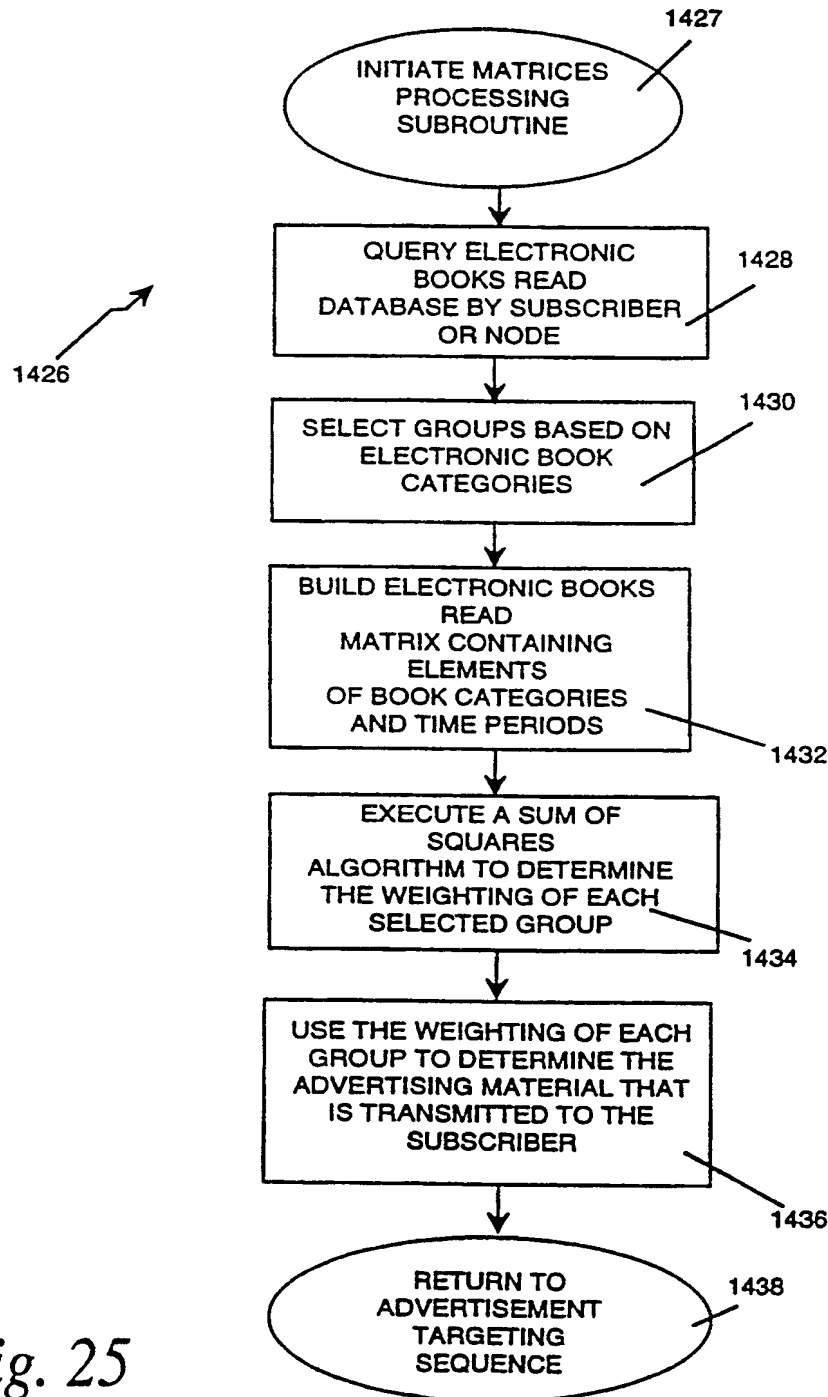 1427
INITIATE MATRICES
PROCESSING
SUBROUTINE
QUERY ELECTRONIC
BOOKS READ
DATABASE BY SUBSCRIBER
OR NODE
1428
1426
SELECT GROUPS BASED ON
ELECTRONIC BOOK
CATEGORIES
1430
BUILD ELECTRONIC BOOKS
READ
MATRIX CONTAINING
ELEMENTS
OF BOOK CATEGORIES
AND TIME PERIODS
1432
EXECUTE A SUM OF
SQUARES
ALGORITHM TO DETERMINE
THE WEIGHTING OF EACH
SELECTED GROUP
1434
USE THE WEIGHTING OF EACH
GROUP TO DETERMINE THE
ADVERTISING MATERIAL THAT
IS TRANSMITTED TO THE
SUBSCRIBER
1436
RETURN TO
ADVERTISEMENT
TARGETING
SEQUENCE
1438
ig. 25